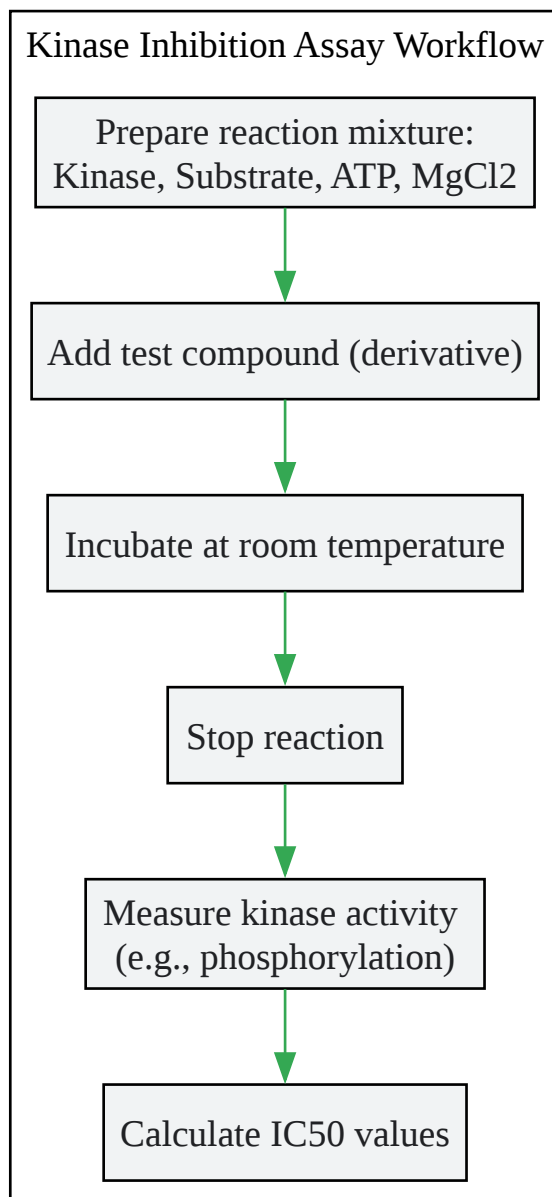 Kinase Inhibition Assay Workflow
Prepare reaction mixture:
Kinase, Substrate, ATP, MgCl2
Add test compound (derivative)
Incubate at room temperature
Stop reaction
Measure kinase activity
(e.g., phosphorylation)
Calculate IC50 values